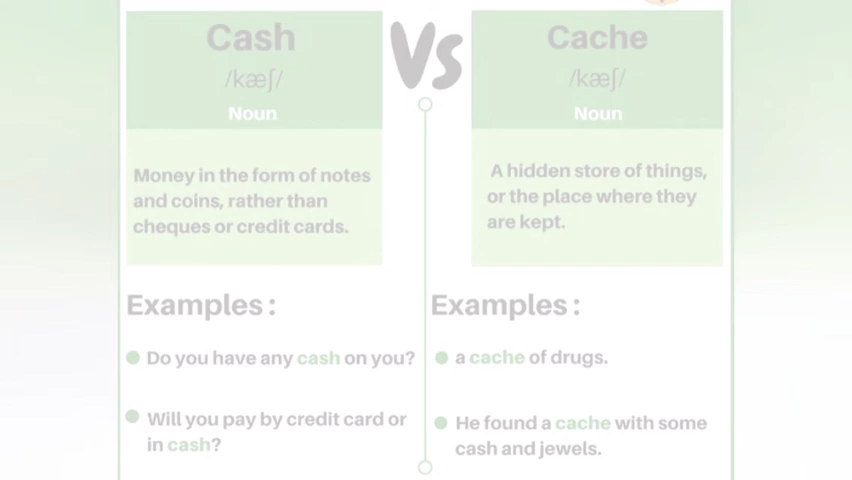 Cash
/kæʃ/
Noun
Money in the form of notes
and coins, rather than
cheques or credit cards.
Examples :
Do you have any cash on you?
Will you pay by credit card or
in cash?
Vs
Cache
/kæʃ/
Noun
A hidden store of things,
or the place where they
are kept.
Examples :
a cache of drugs.
He found a cache with some
cash and jewels.